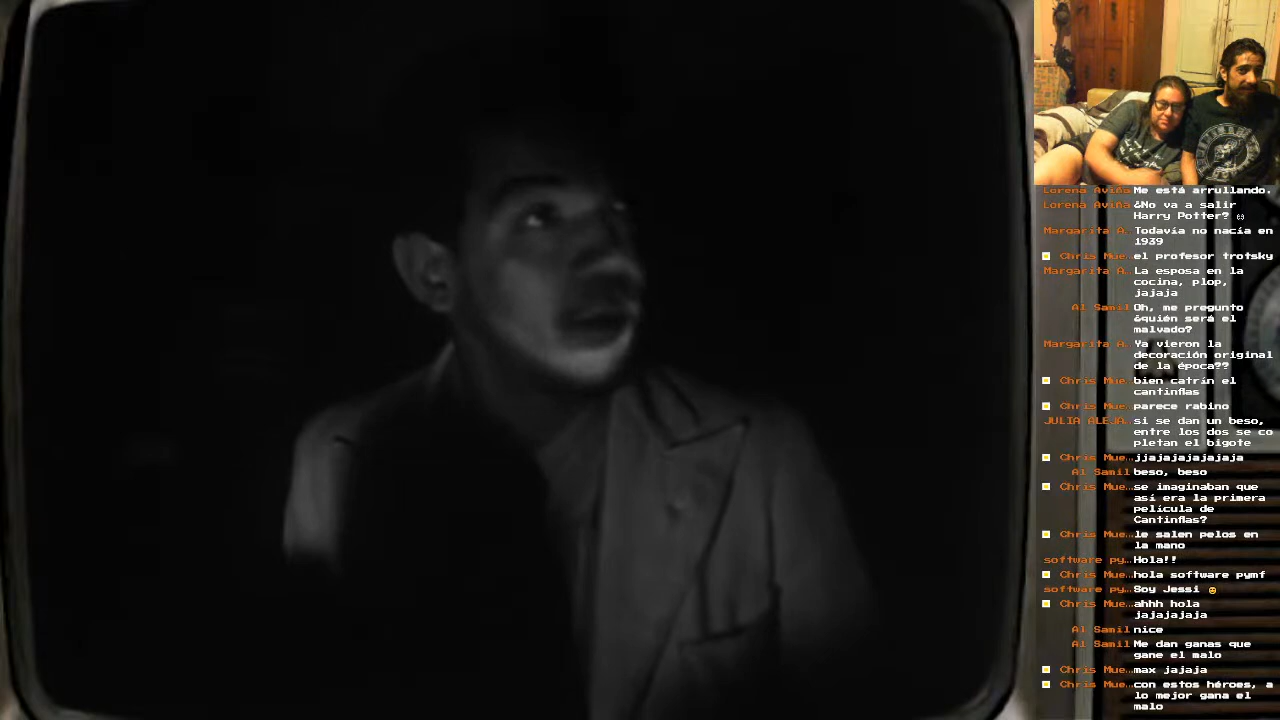 Lorena Aviña Me está arrullando.
Lorena Aviña ¿No va a salir
Harry Potter?
Margarita A. Todavía no nacía en
1939
Chris Mue… el profesor trotsky
Margarita A… La esposa en la
cocina, plop,
jajaja
Al Samil Oh, me pregunto
¿quién será el
malvado?
Margarita A. Ya vieron la
decoración original
de la época??
Chris Mue. bien catrín el
cantinflas
Chris Mue. parece rabino
JULIA ALEJA… si se dan un beso,
entre los dos se co
pletan el bigote
Chris Mue… jjajajajajaja
Al Samil beso, beso
Chris Mue… se imaginaban que
así era la primera
película de
Cantinflas?
Chris Mue… le salen pelos en
la mano
software py… Hola!!
Chris Mue… hola software pymf
software py… Soy Jessi 🙂
Chris Mue… ahhh hola
jajajajaja
Al Samil nice
Al Samil Me dan ganas que
gane el malo
Chris Mue… max jajaja
Chris Mue… con estos héroes, a
lo mejor gana el
malo